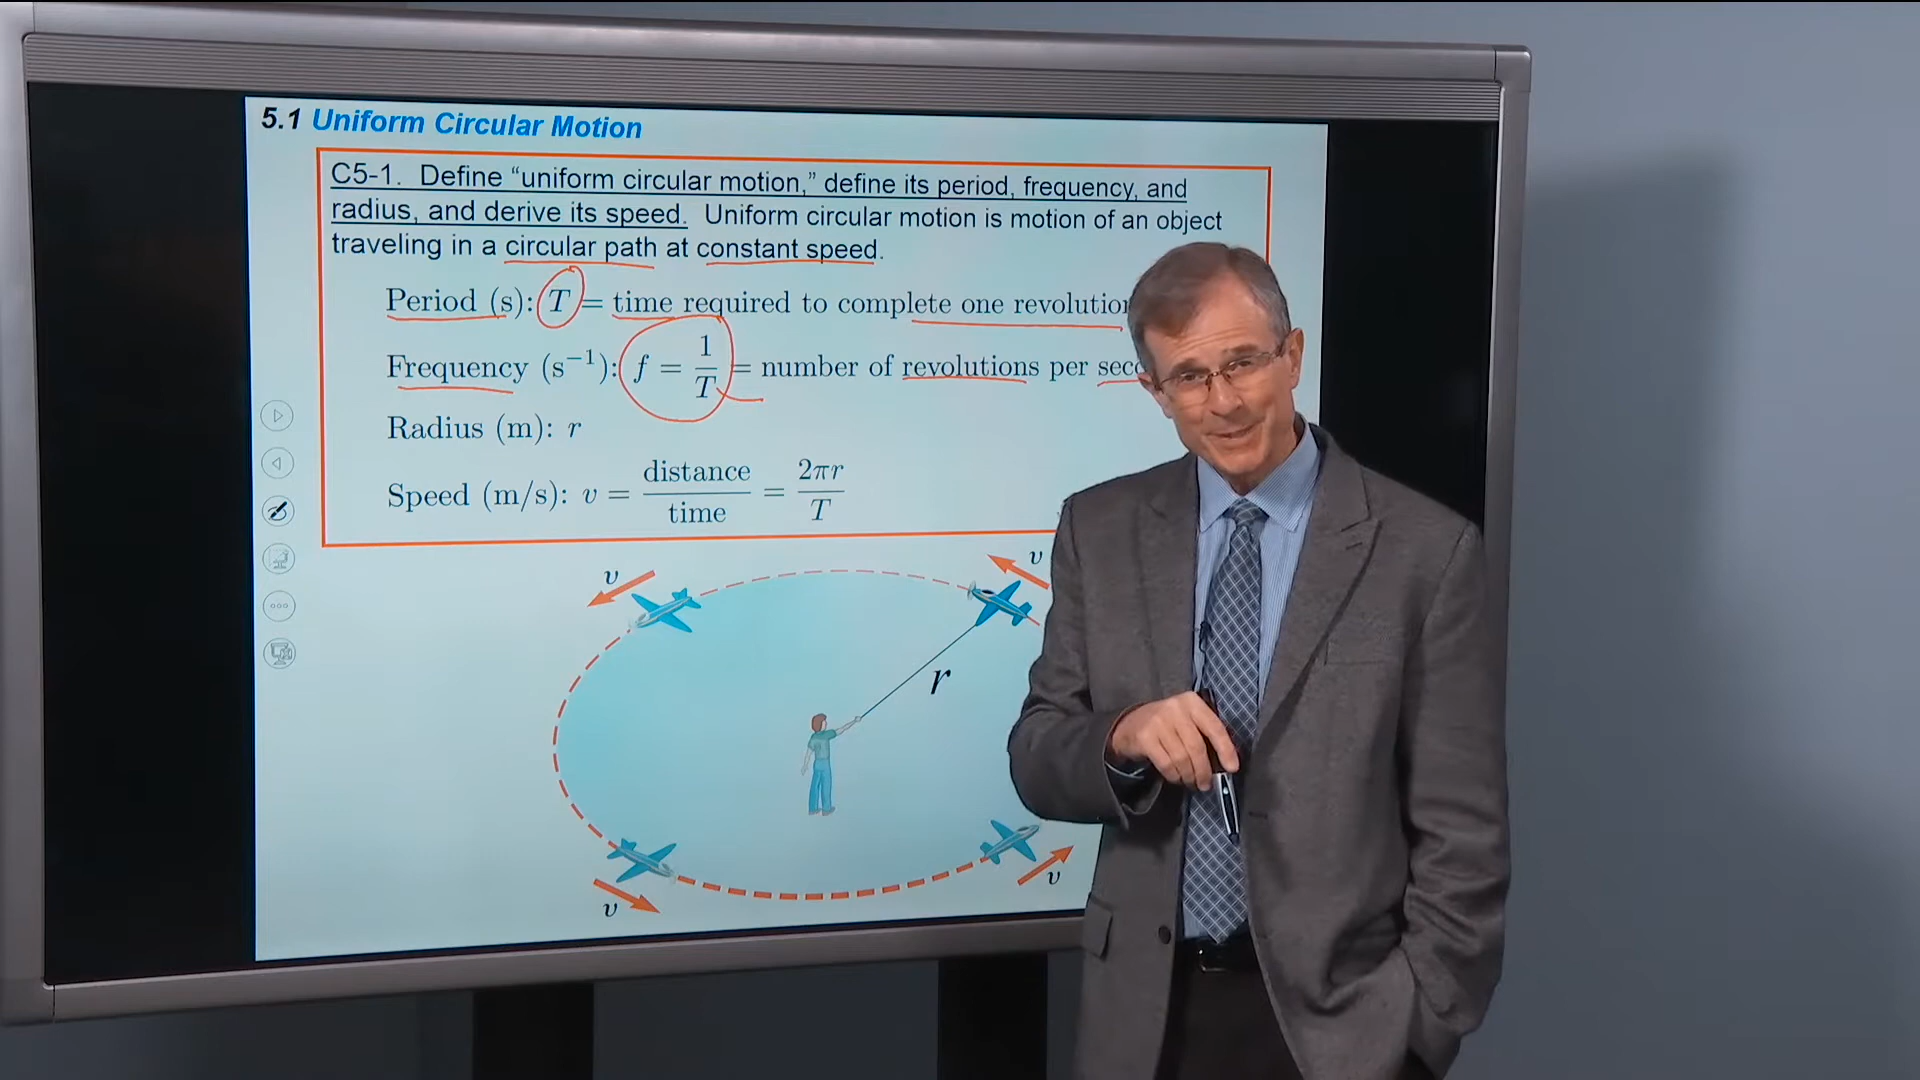 5.1 Uniform Circular Motion
C5-1. Define “uniform circular motion,” define its period, frequency, and
radius, and derive its speed. Uniform circular motion is motion of an object
traveling in a circular path at constant speed.
Period (s): T = time required to complete one
Frequency (s⁻¹): f = 1/T = number of revolutions per
Radius (m): r
Speed (m/s): v = distance/time = 2πr/T
v
v
r
v
v